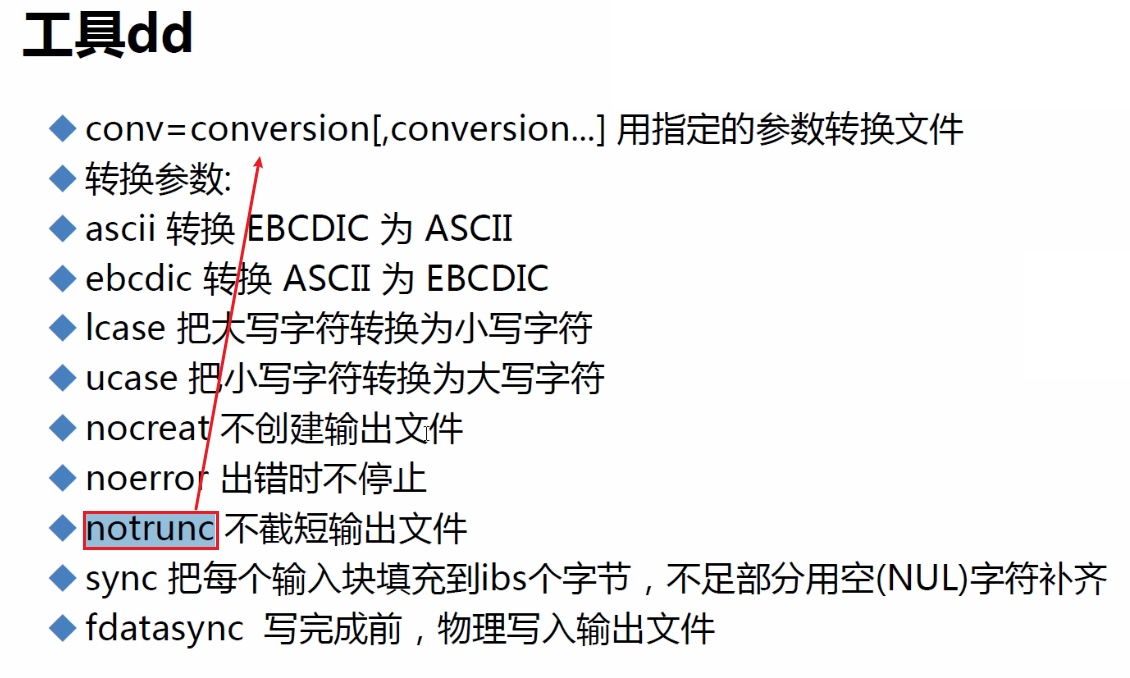 工具dd
conv=conversion[,conversion...] 用指定的参数转换文件
转换参数:
ascii 转换 EBCDIC 为 ASCII
ebcdic 转换 ASCII 为 EBCDIC
lcase 把大写字符转换为小写字符
ucase 把小写字符转换为大写字符
nocreat 不创建输出文件
noerror 出错时不停止
notrunc 不截短输出文件
sync 把每个输入块填充到ibs个字节，不足部分用空(NUL)字符补齐
fdatasync 写完成前，物理写入输出文件